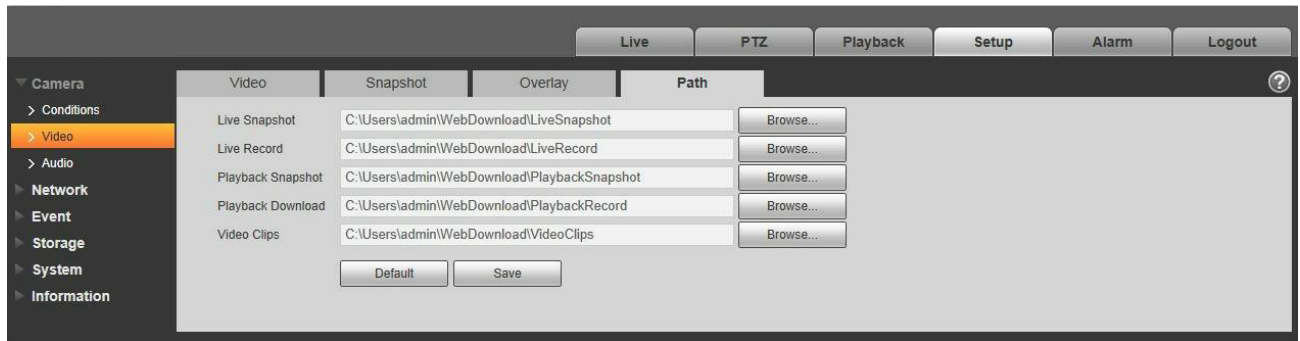 Live PTZ Playback Setup Alarm Logout
Camera Video Snapshot Overlay Path ?
> Conditions
> Video
> Audio
Network
Event
Storage
System
Information
Live Snapshot C:\Users\admin\WebDownload\LiveSnapshot Browse...
Live Record C:\Users\admin\WebDownload\LiveRecord Browse...
Playback Snapshot C:\Users\admin\WebDownload\PlaybackSnapshot Browse...
Playback Download C:\Users\admin\WebDownload\PlaybackRecord Browse...
Video Clips C:\Users\admin\WebDownload\VideoClips Browse...
Default Save